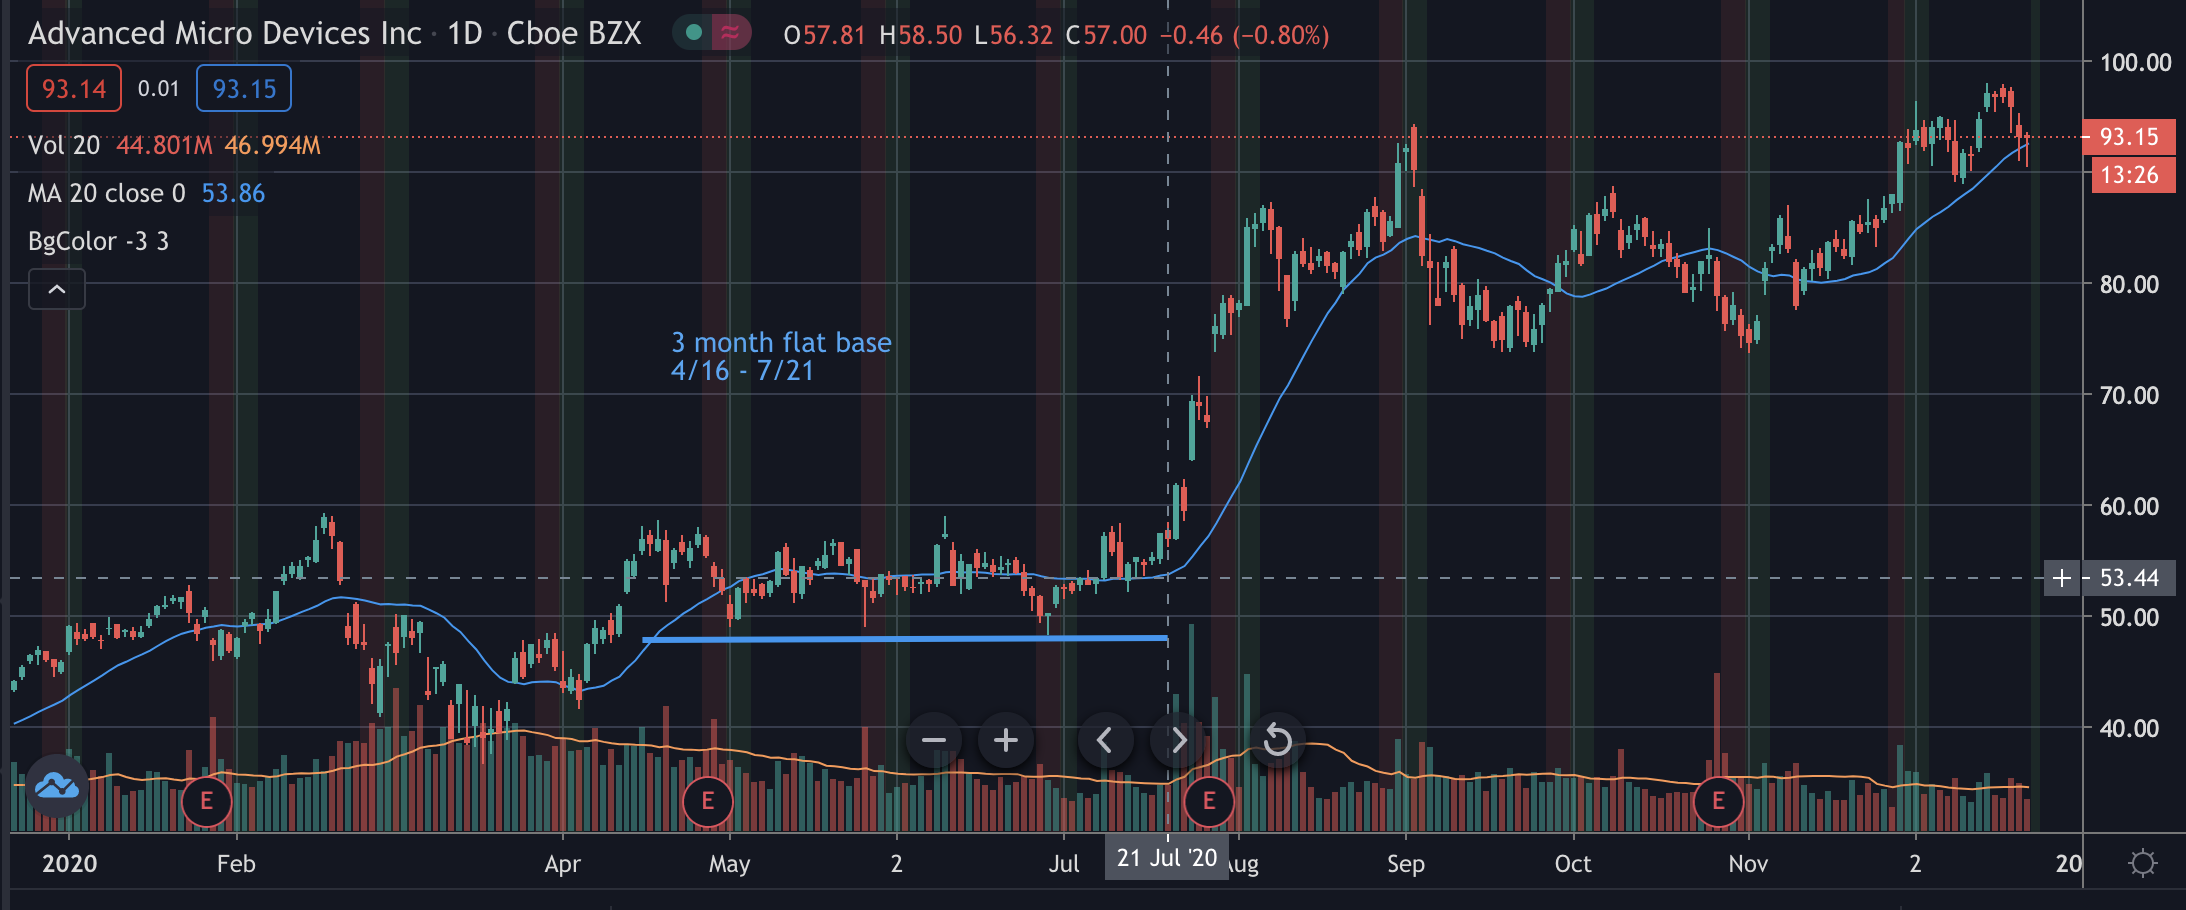 Advanced Micro Devices Inc · 1D · Cboe BZX ≈ O57.81 H58.50 L56.32 C57.00 −0.46 (−0.80%)
93.14 0.01 93.15
Vol 20 44.801M 46.994M
MA 20 close 0 53.86
BgColor -3 3
3 month flat base
4/16 - 7/21
100.00
93.15
13:26
80.00
70.00
60.00
53.44
50.00
40.00
E E E E
2020 Feb Apr May 2 Jul 21 Jul '20 Aug Sep Oct Nov 2 20